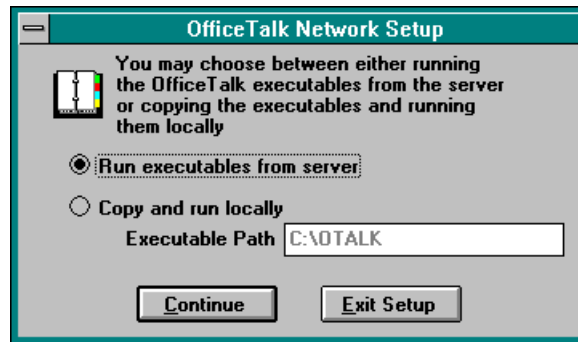 OfficeTalk Network Setup
You may choose between either running
the OfficeTalk executables from the server
or copying the executables and running
them locally
Run executables from server
Copy and run locally
Executable Path C:\OTALK
Continue Exit Setup